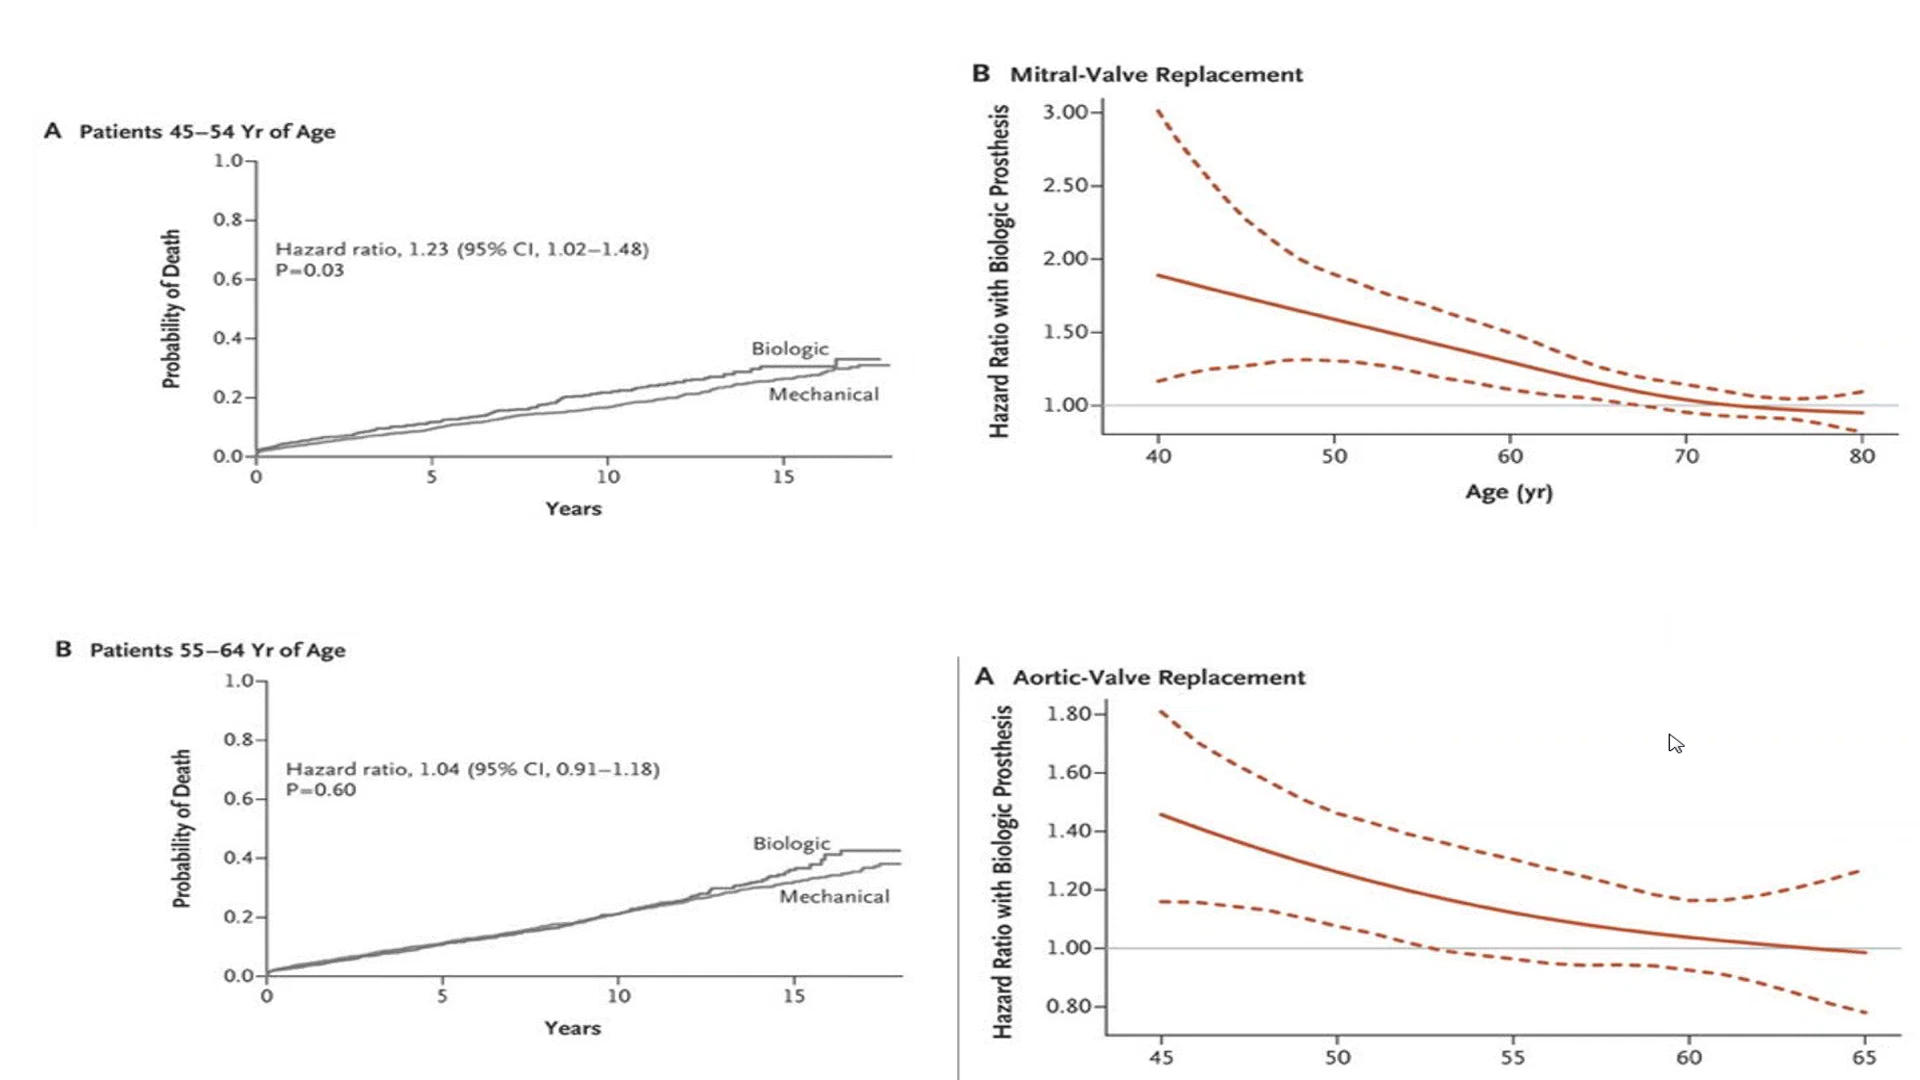 A Patients 45–54 Yr of Age
1.0
0.8
0.6
0.4
0.2
0.0
Probability of Death
Hazard ratio, 1.23 (95% CI, 1.02–1.48)
P=0.03
Biologic
Mechanical
0 5 10 15
Years
B Mitral-Valve Replacement
3.00
2.50
2.00
1.50
1.00
Hazard Ratio with Biologic Prosthesis
40 50 60 70 80
Age (yr)
B Patients 55–64 Yr of Age
1.0
0.8
0.6
0.4
0.2
0.0
Probability of Death
Hazard ratio, 1.04 (95% CI, 0.91–1.18)
P=0.60
Biologic
Mechanical
0 5 10 15
Years
A Aortic-Valve Replacement
1.80
1.60
1.40
1.20
1.00
0.80
Hazard Ratio with Biologic Prosthesis
45 50 55 60 65